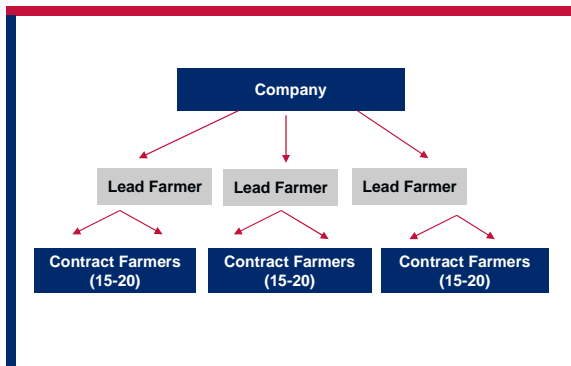 Company
Lead Farmer
Lead Farmer
Lead Farmer
Contract Farmers
(15-20)
Contract Farmers
(15-20)
Contract Farmers
(15-20)